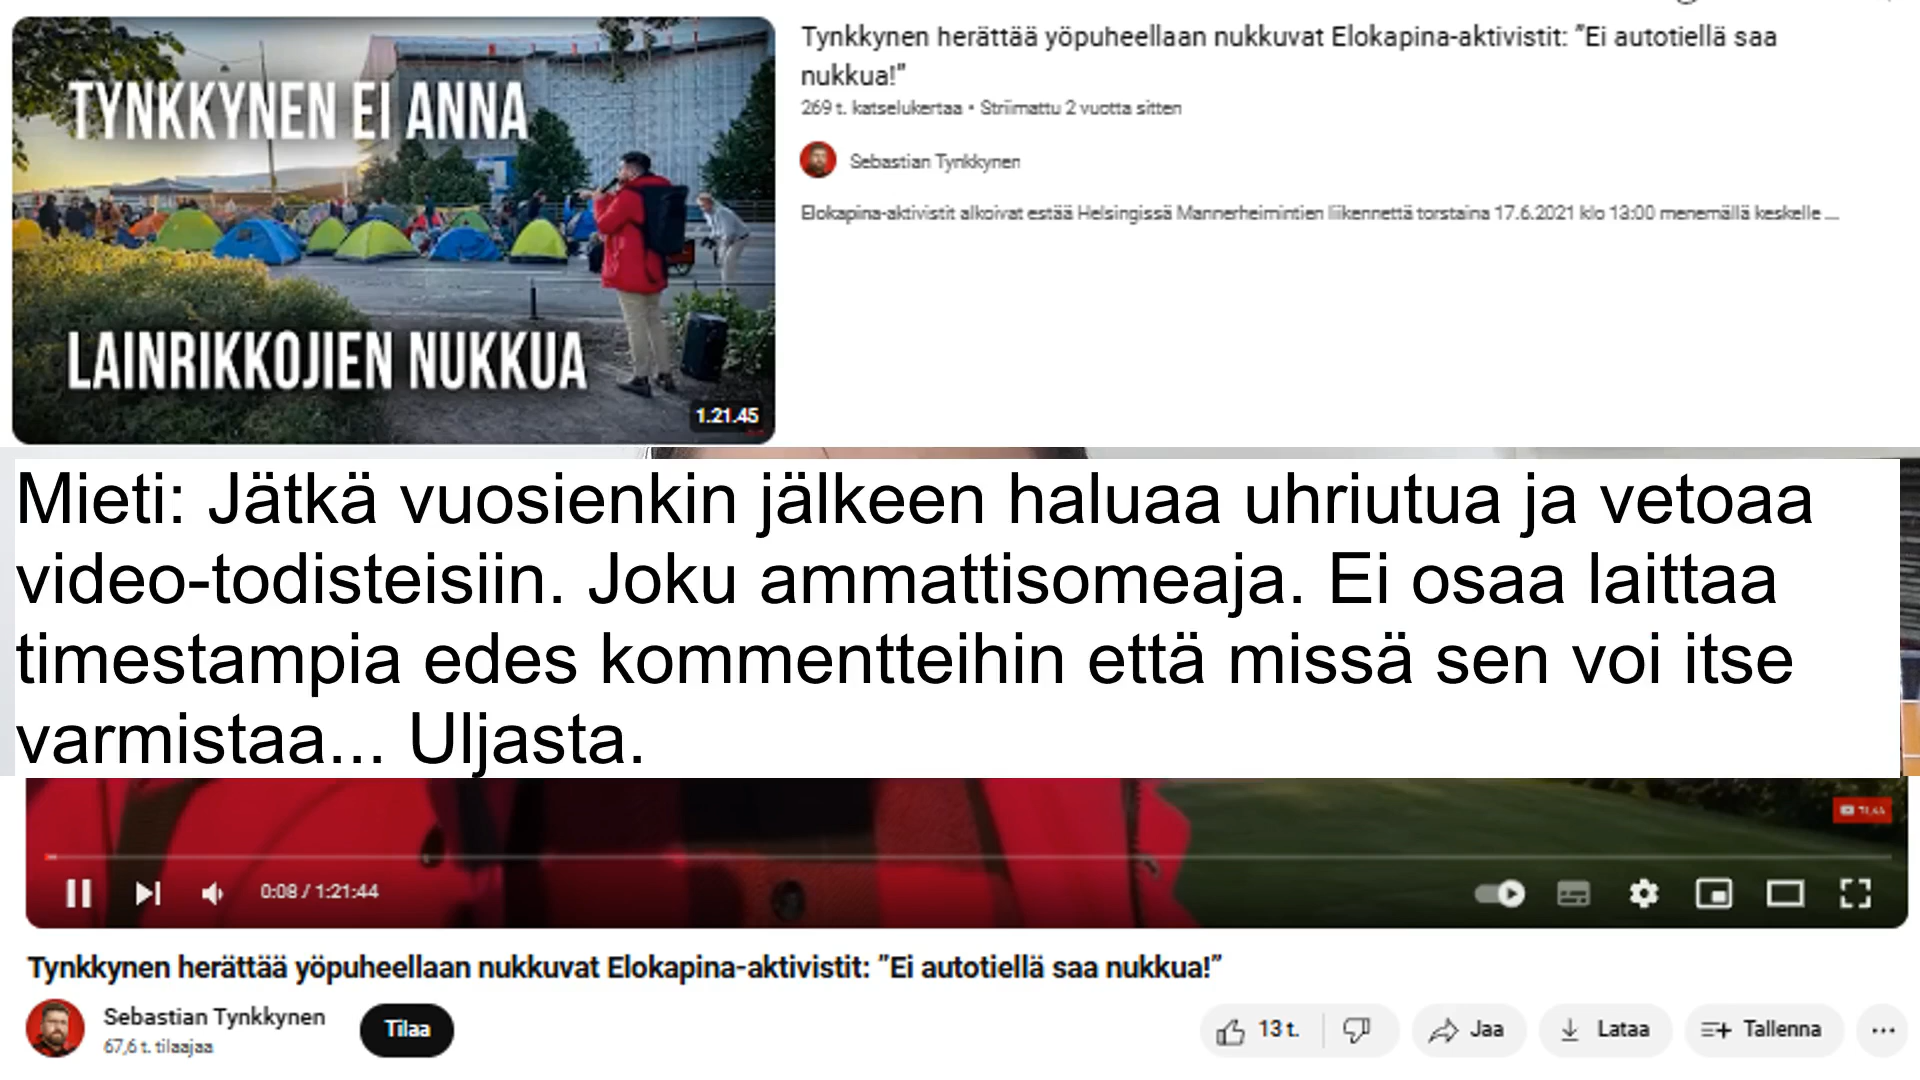 TYNKKYNEN EI ANNA
LAINRIKKOJIEN NUKKUA
1.21.45
Tynkkynen herättää yöpuheellaan nukkuvat Elokapina-aktivistit: ”Ei autotiellä saa
nukkua!”
269 t. katselukertaa • Striimattu 2 vuotta sitten
Sebastian Tynkkynen
Elokapina-aktivistit alkoivat estää Helsingissä Mannerheimintien liikennettä torstaina 17.6.2021 klo 13:00 menemällä keskelle ...
Mieti: Jätkä vuosienkin jälkeen haluaa uhriutua ja vetoaa
video-todisteisiin. Joku ammattisomeaja. Ei osaa laittaa
timestampia edes kommentteihin että missä sen voi itse
varmistaa... Uljasta.
TILAA
0:08 / 1:21:44
Tynkkynen herättää yöpuheellaan nukkuvat Elokapina-aktivistit: ”Ei autotiellä saa nukkua!”
Sebastian Tynkkynen
67,6 t. tilaajaa
Tilaa
13 t.
Jaa
Lataa
Tallenna